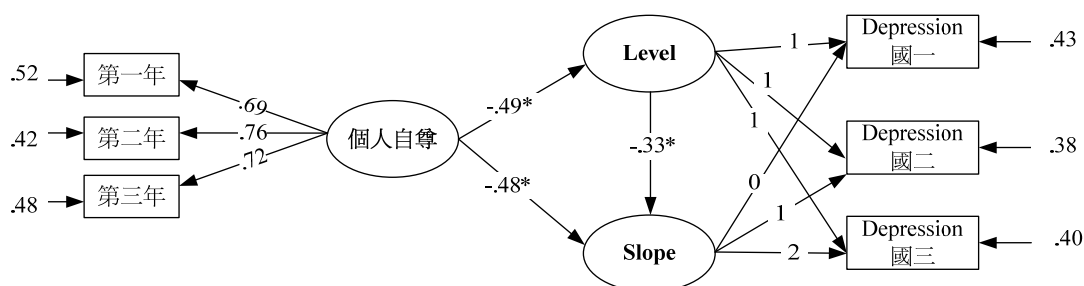 .52
第一年
.42
第二年
.48
第三年
.69
.76
.72
個人自尊
-.49*
-.48*
Level
-.33*
Slope
1
1
1
0
1
2
Depression
國一
.43
Depression
國二
.38
Depression
國三
.40